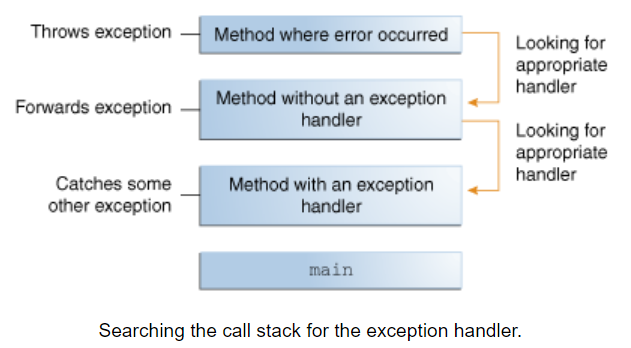 Throws exception
Method where error occurred
Looking for
appropriate
handler
Forwards exception
Method without an exception
handler
Looking for
appropriate
handler
Catches some
other exception
Method with an exception
handler
main
Searching the call stack for the exception handler.